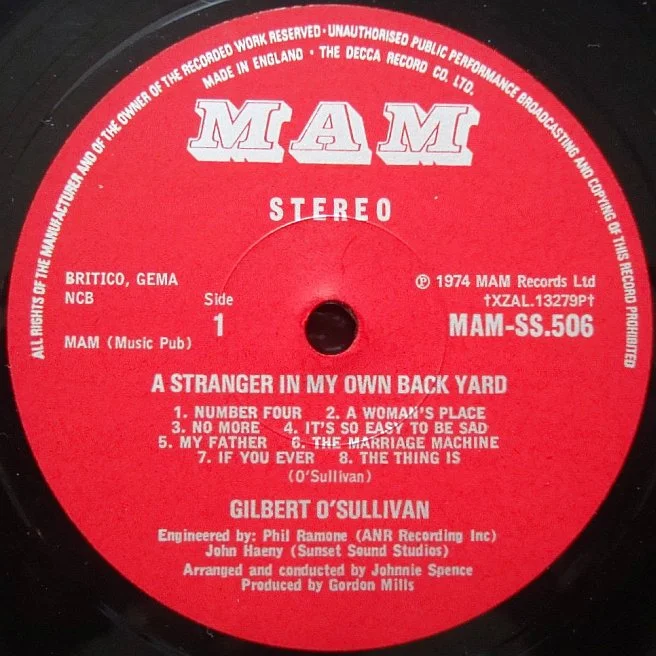 ALL RIGHTS OF THE MANUFACTURER AND OF THE OWNER OF THE RECORDED WORK RESERVED · UNAUTHORISED PUBLIC PERFORMANCE BROADCASTING AND COPYING OF THIS RECORD PROHIBITED
MADE IN ENGLAND · THE DECCA RECORD CO. LTD.
MAM
STEREO
BRITICO, GEMA
NCB
Side
1
MAM (Music Pub)
℗ 1974 MAM Records Ltd
†XZAL.13279P†
MAM-SS.506
A STRANGER IN MY OWN BACK YARD
1. NUMBER FOUR 2. A WOMAN'S PLACE
3. NO MORE 4. IT'S SO EASY TO BE SAD
5. MY FATHER 6. THE MARRIAGE MACHINE
7. IF YOU EVER 8. THE THING IS
(O'Sullivan)
GILBERT O'SULLIVAN
Engineered by: Phil Ramone (ANR Recording Inc)
John Haeny (Sunset Sound Studios)
Arranged and conducted by Johnnie Spence
Produced by Gordon Mills